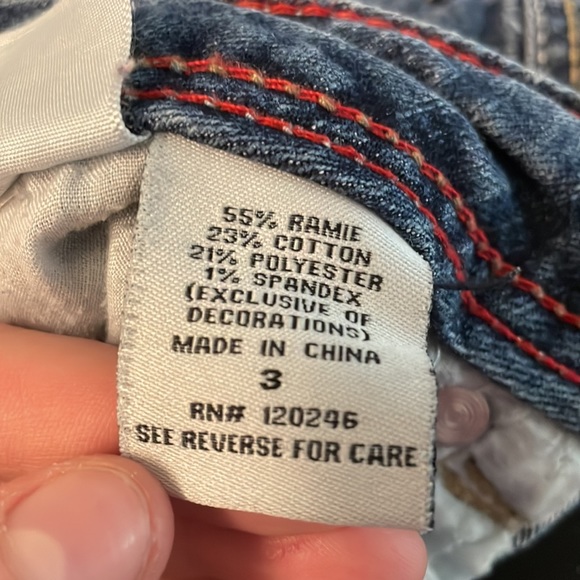 55% RAMIE
23% COTTON
21% POLYESTER
1% SPANDEX
(EXCLUSIVE OF
DECORATIONS)
MADE IN CHINA
3
RN# 120246
SEE REVERSE FOR CARE